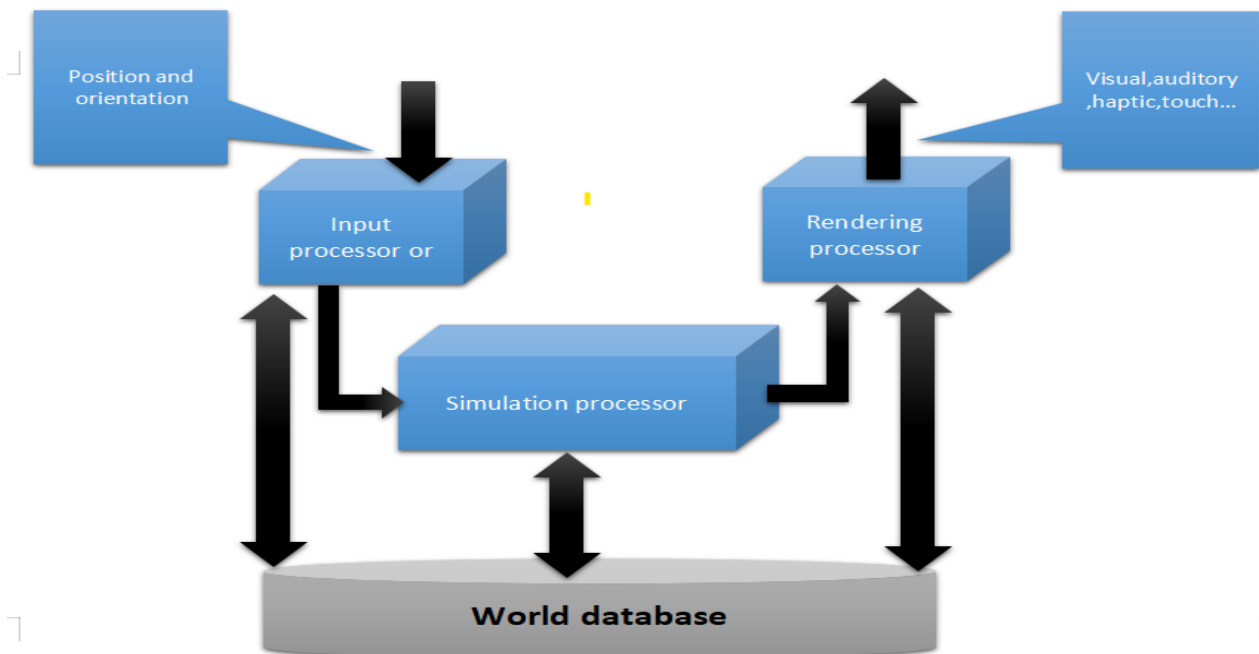 Position and
orientation
Visual,auditory
,haptic,touch...
Input
processor or
Rendering
processor
Simulation processor
World database